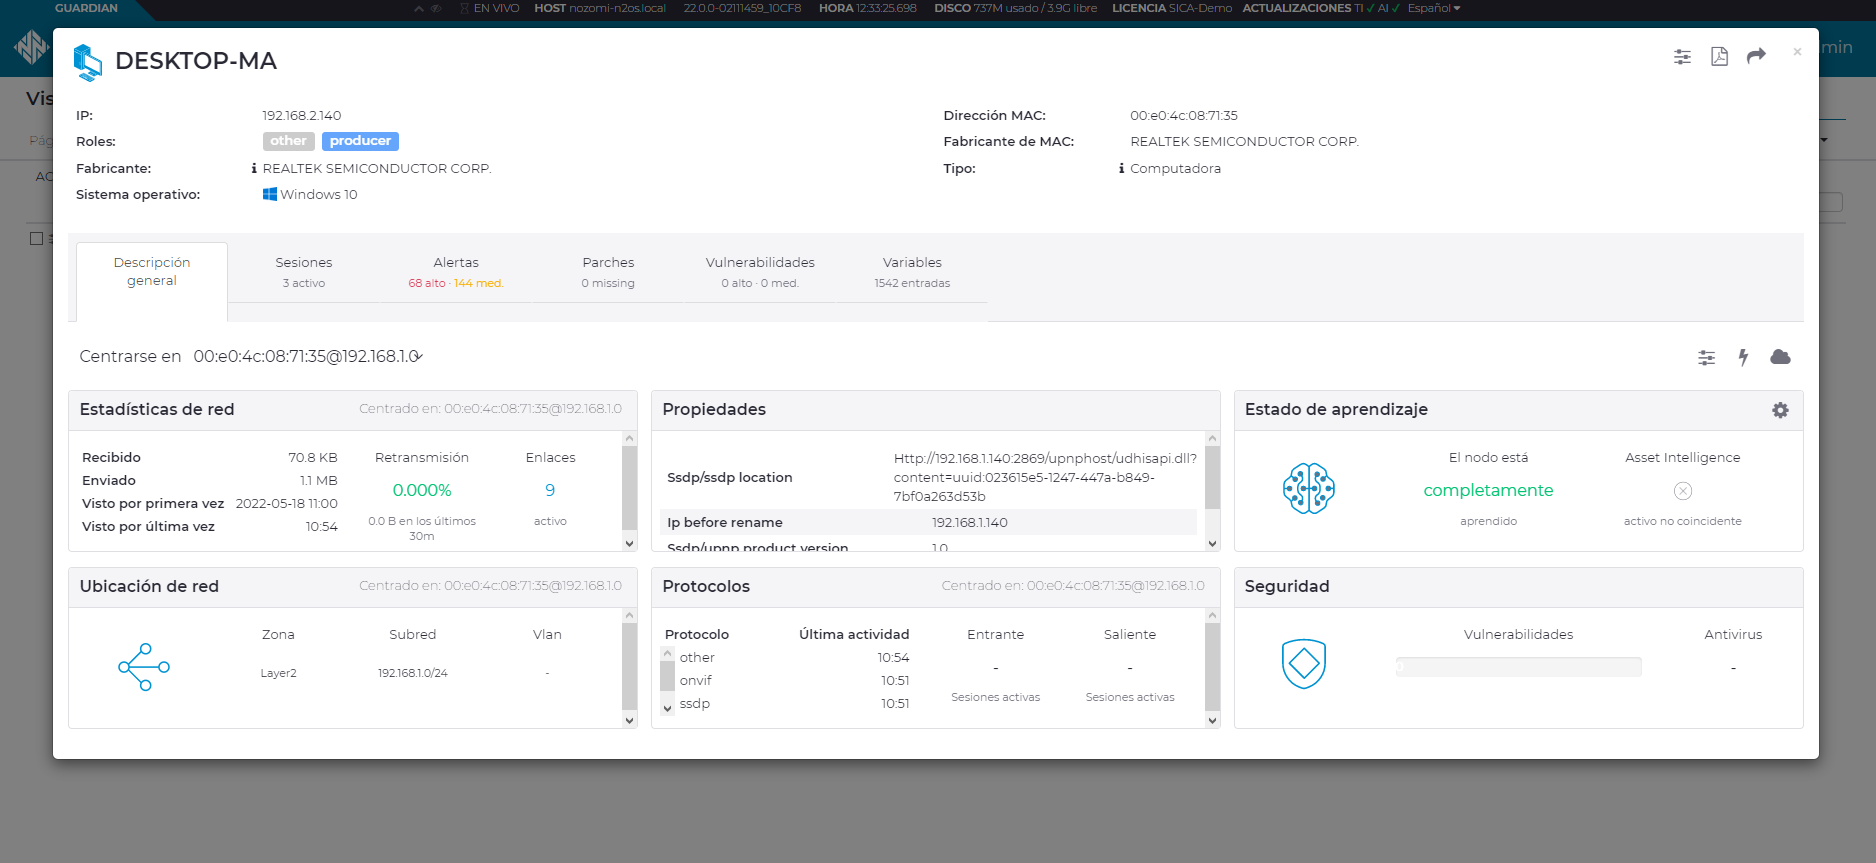 GUARDIAN EN VIVO HOST nozomi-n2os.local 22.0.0-02111459_10CF8 HORA 12:33:25.698 DISCO 737M usado / 3.9G libre LICENCIA SICA-Demo ACTUALIZACIONES TI ✓ AI ✓ Español
min
Vis
Pág
AC
DESKTOP-MA
×
IP: 192.168.2.140
Roles: other producer
Fabricante: REALTEK SEMICONDUCTOR CORP.
Sistema operativo: Windows 10
Dirección MAC: 00:e0:4c:08:71:35
Fabricante de MAC: REALTEK SEMICONDUCTOR CORP.
Tipo: Computadora
Descripción
general
Sesiones
3 activo
Alertas
68 alto · 144 med.
Parches
0 missing
Vulnerabilidades
0 alto · 0 med.
Variables
1542 entradas
Centrarse en 00:e0:4c:08:71:35@192.168.1.0
Estadísticas de red Centrado en: 00:e0:4c:08:71:35@192.168.1.0
Recibido 70.8 KB
Enviado 1.1 MB
Visto por primera vez 2022-05-18 11:00
Visto por última vez 10:54
Retransmisión
0.000%
0.0 B en los últimos
30m
Enlaces
9
activo
Propiedades
Ssdp/ssdp location
Http://192.168.1.140:2869/upnphost/udhisapi.dll?
content=uuid:023615e5-1247-447a-b849-
7bf0a263d53b
Ip before rename 192.168.1.140
Ssdp/upnp product version 1.0
Estado de aprendizaje
El nodo está
completamente
aprendido
Asset Intelligence
activo no coincidente
Ubicación de red Centrado en: 00:e0:4c:08:71:35@192.168.1.0
Zona
Layer2
Subred
192.168.1.0/24
Vlan
-
Protocolos Centrado en: 00:e0:4c:08:71:35@192.168.1.0
Protocolo Última actividad
other 10:54
onvif 10:51
ssdp 10:51
Entrante
-
Sesiones activas
Saliente
-
Sesiones activas
Seguridad
Vulnerabilidades
0
Antivirus
-